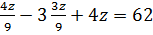 4z/9 − 3 3z/9 + 4z = 62